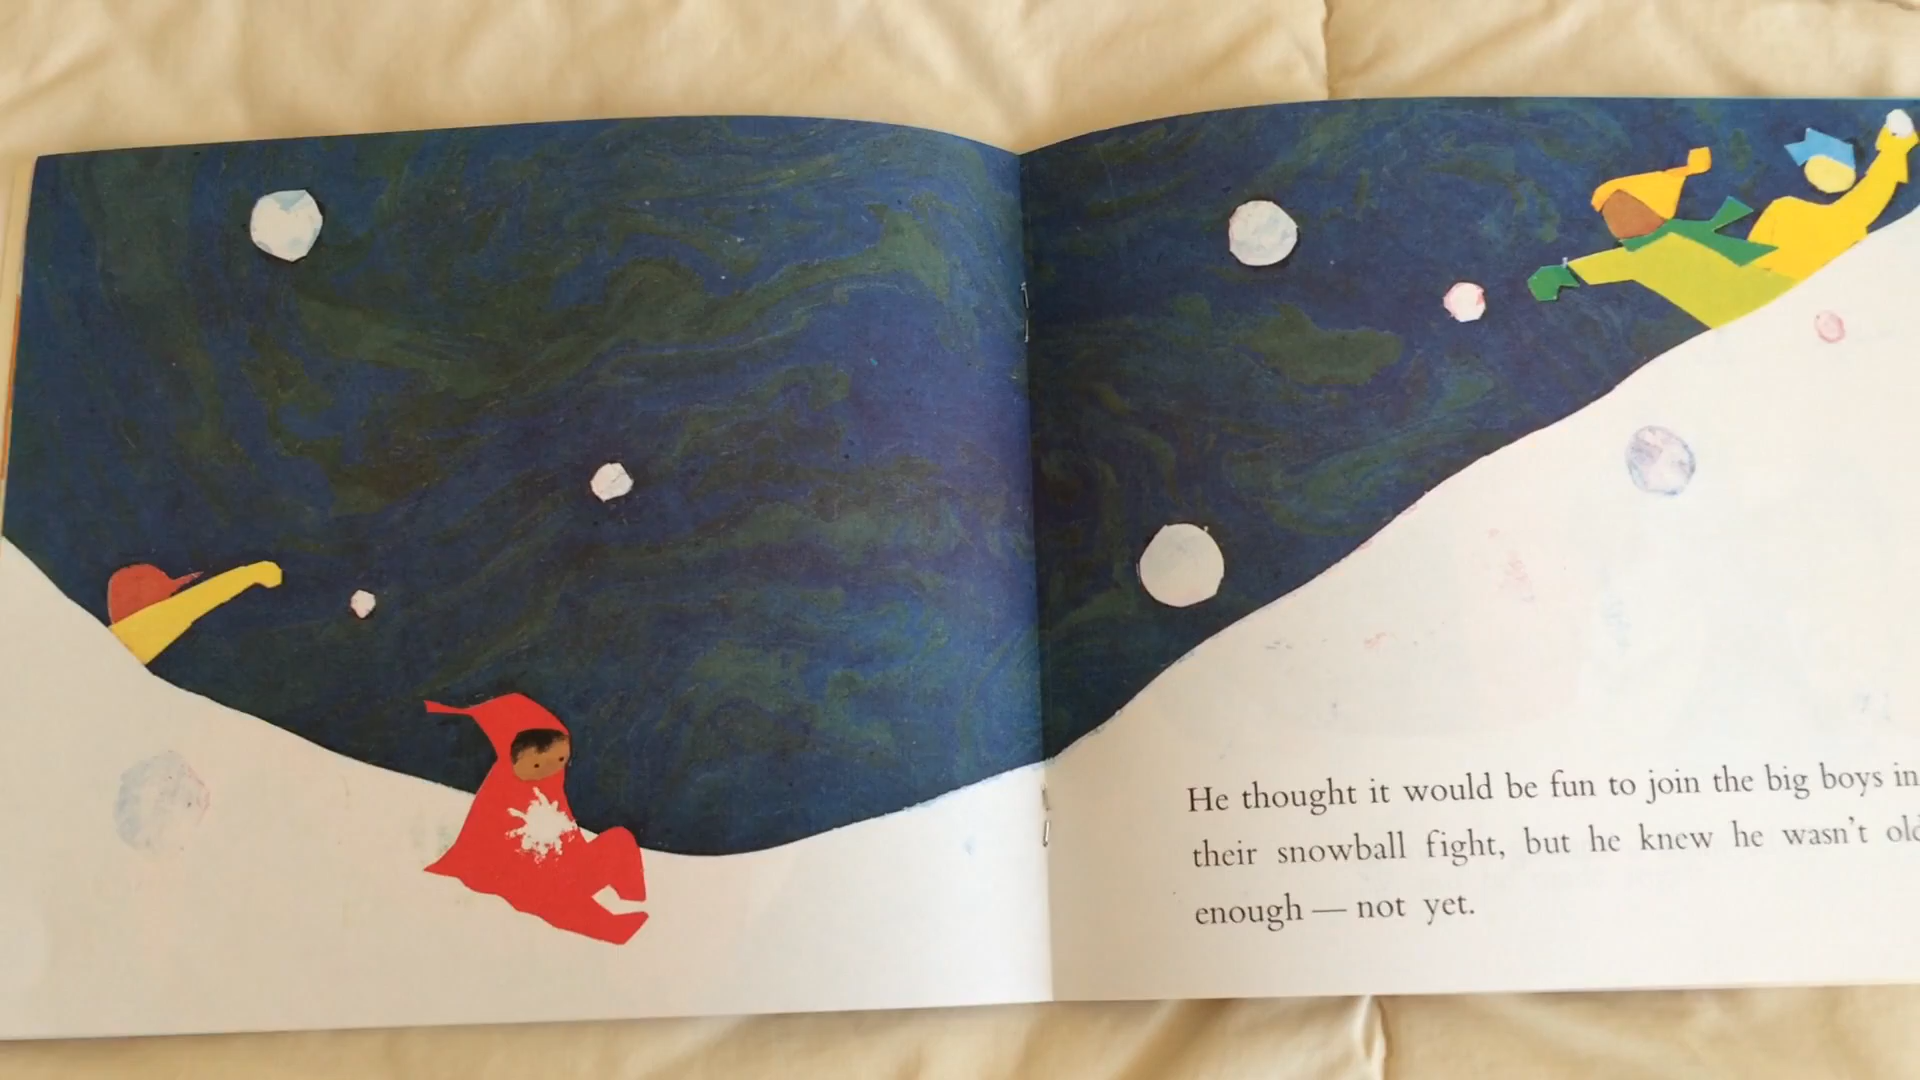 He thought it would be fun to join the big boys in
their snowball fight, but he knew he wasn't old
enough — not yet.